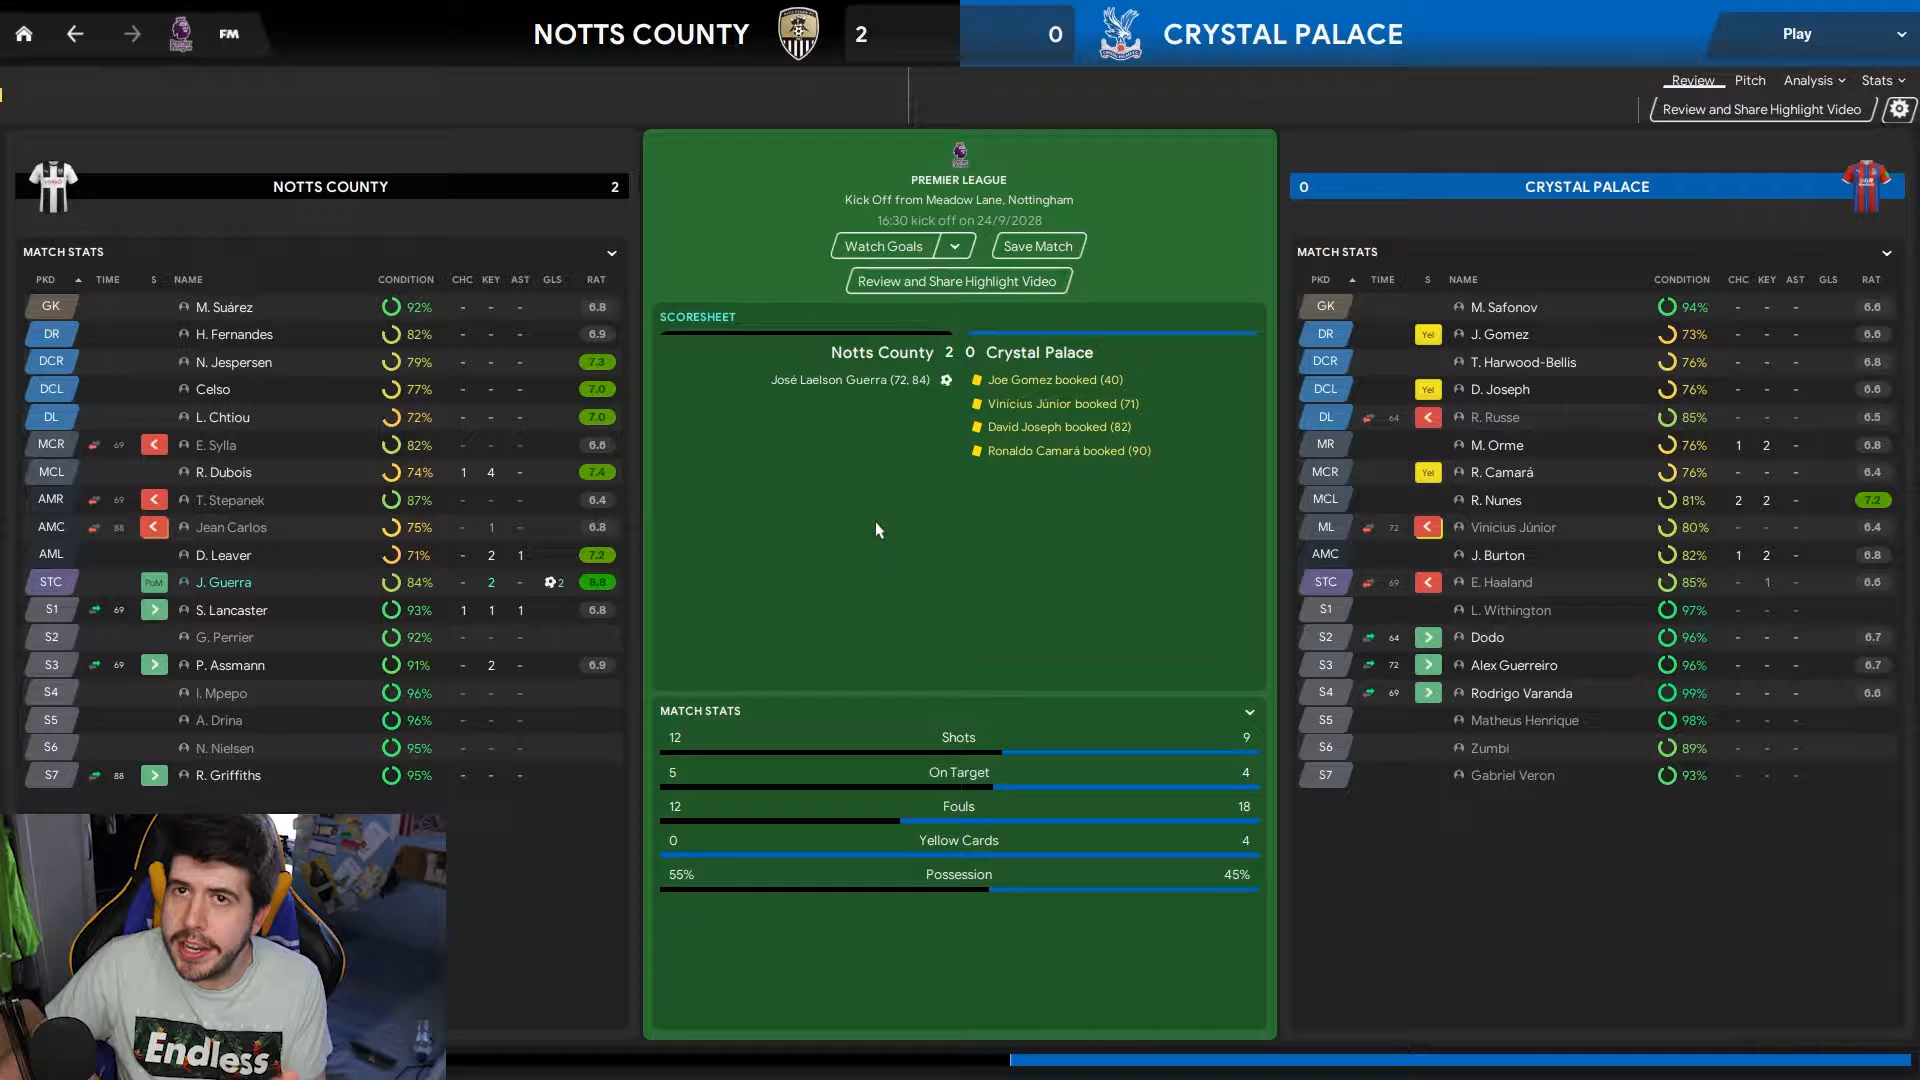 FM
NOTTS COUNTY 2 0 CRYSTAL PALACE
Play
Review Pitch Analysis Stats
Review and Share Highlight Video
NOTTS COUNTY 2
MATCH STATS
PKD TIME S NAME CONDITION CHC KEY AST GLS RAT
GK M. Suárez 92% - - - 6.8
DR H. Fernandes 82% - - - 6.9
DCR N. Jespersen 79% - - - 7.3
DCL Celso 77% - - - 7.0
DL L. Chtiou 72% - - - 7.0
MCR 69 E. Sylla 82% - - - 6.6
MCL R. Dubois 74% 1 4 - 7.4
AMR 69 T. Stepanek 87% - - - 6.4
AMC 88 Jean Carlos 75% - 1 - 6.8
AML D. Leaver 71% - 2 1 7.2
STC PoM J. Guerra 84% - 2 - 2 8.8
S1 69 S. Lancaster 93% 1 1 1 6.8
S2 G. Perrier 92% - - -
S3 69 P. Assmann 91% - 2 - 6.9
S4 I. Mpepo 96% - - -
S5 A. Drina 96% - - -
S6 N. Nielsen 95% - - -
S7 88 R. Griffiths 95% - - -
PREMIER LEAGUE
Kick Off from Meadow Lane, Nottingham
16:30 kick off on 24/9/2028
Watch Goals Save Match
Review and Share Highlight Video
SCORESHEET
Notts County 2 0 Crystal Palace
José Laelson Guerra (72, 84) Joe Gomez booked (40)
Vinícius Júnior booked (71)
David Joseph booked (82)
Ronaldo Camará booked (90)
MATCH STATS
12 Shots 9
5 On Target 4
12 Fouls 18
0 Yellow Cards 4
55% Possession 45%
0 CRYSTAL PALACE
MATCH STATS
PKD TIME S NAME CONDITION CHC KEY AST GLS RAT
GK M. Safonov 94% - - - 6.6
DR Yel J. Gomez 73% - - - 6.6
DCR T. Harwood-Bellis 76% - - - 6.8
DCL Yel D. Joseph 76% - - - 6.6
DL 64 R. Russe 85% - - - 6.5
MR M. Orme 76% 1 2 - 6.8
MCR Yel R. Camará 76% - - - 6.4
MCL R. Nunes 81% 2 2 - 7.2
ML 72 Vinícius Júnior 80% - - - 6.4
AMC J. Burton 82% 1 2 - 6.8
STC 69 E. Haaland 85% - 1 - 6.6
S1 L. Withington 97% - - -
S2 64 Dodo 96% - - - 6.7
S3 72 Alex Guerreiro 96% - - - 6.7
S4 69 Rodrigo Varanda 99% - - - 6.6
S5 Matheus Henrique 98% - - -
S6 Zumbi 89% - - -
S7 Gabriel Veron 93% - - -
Endless